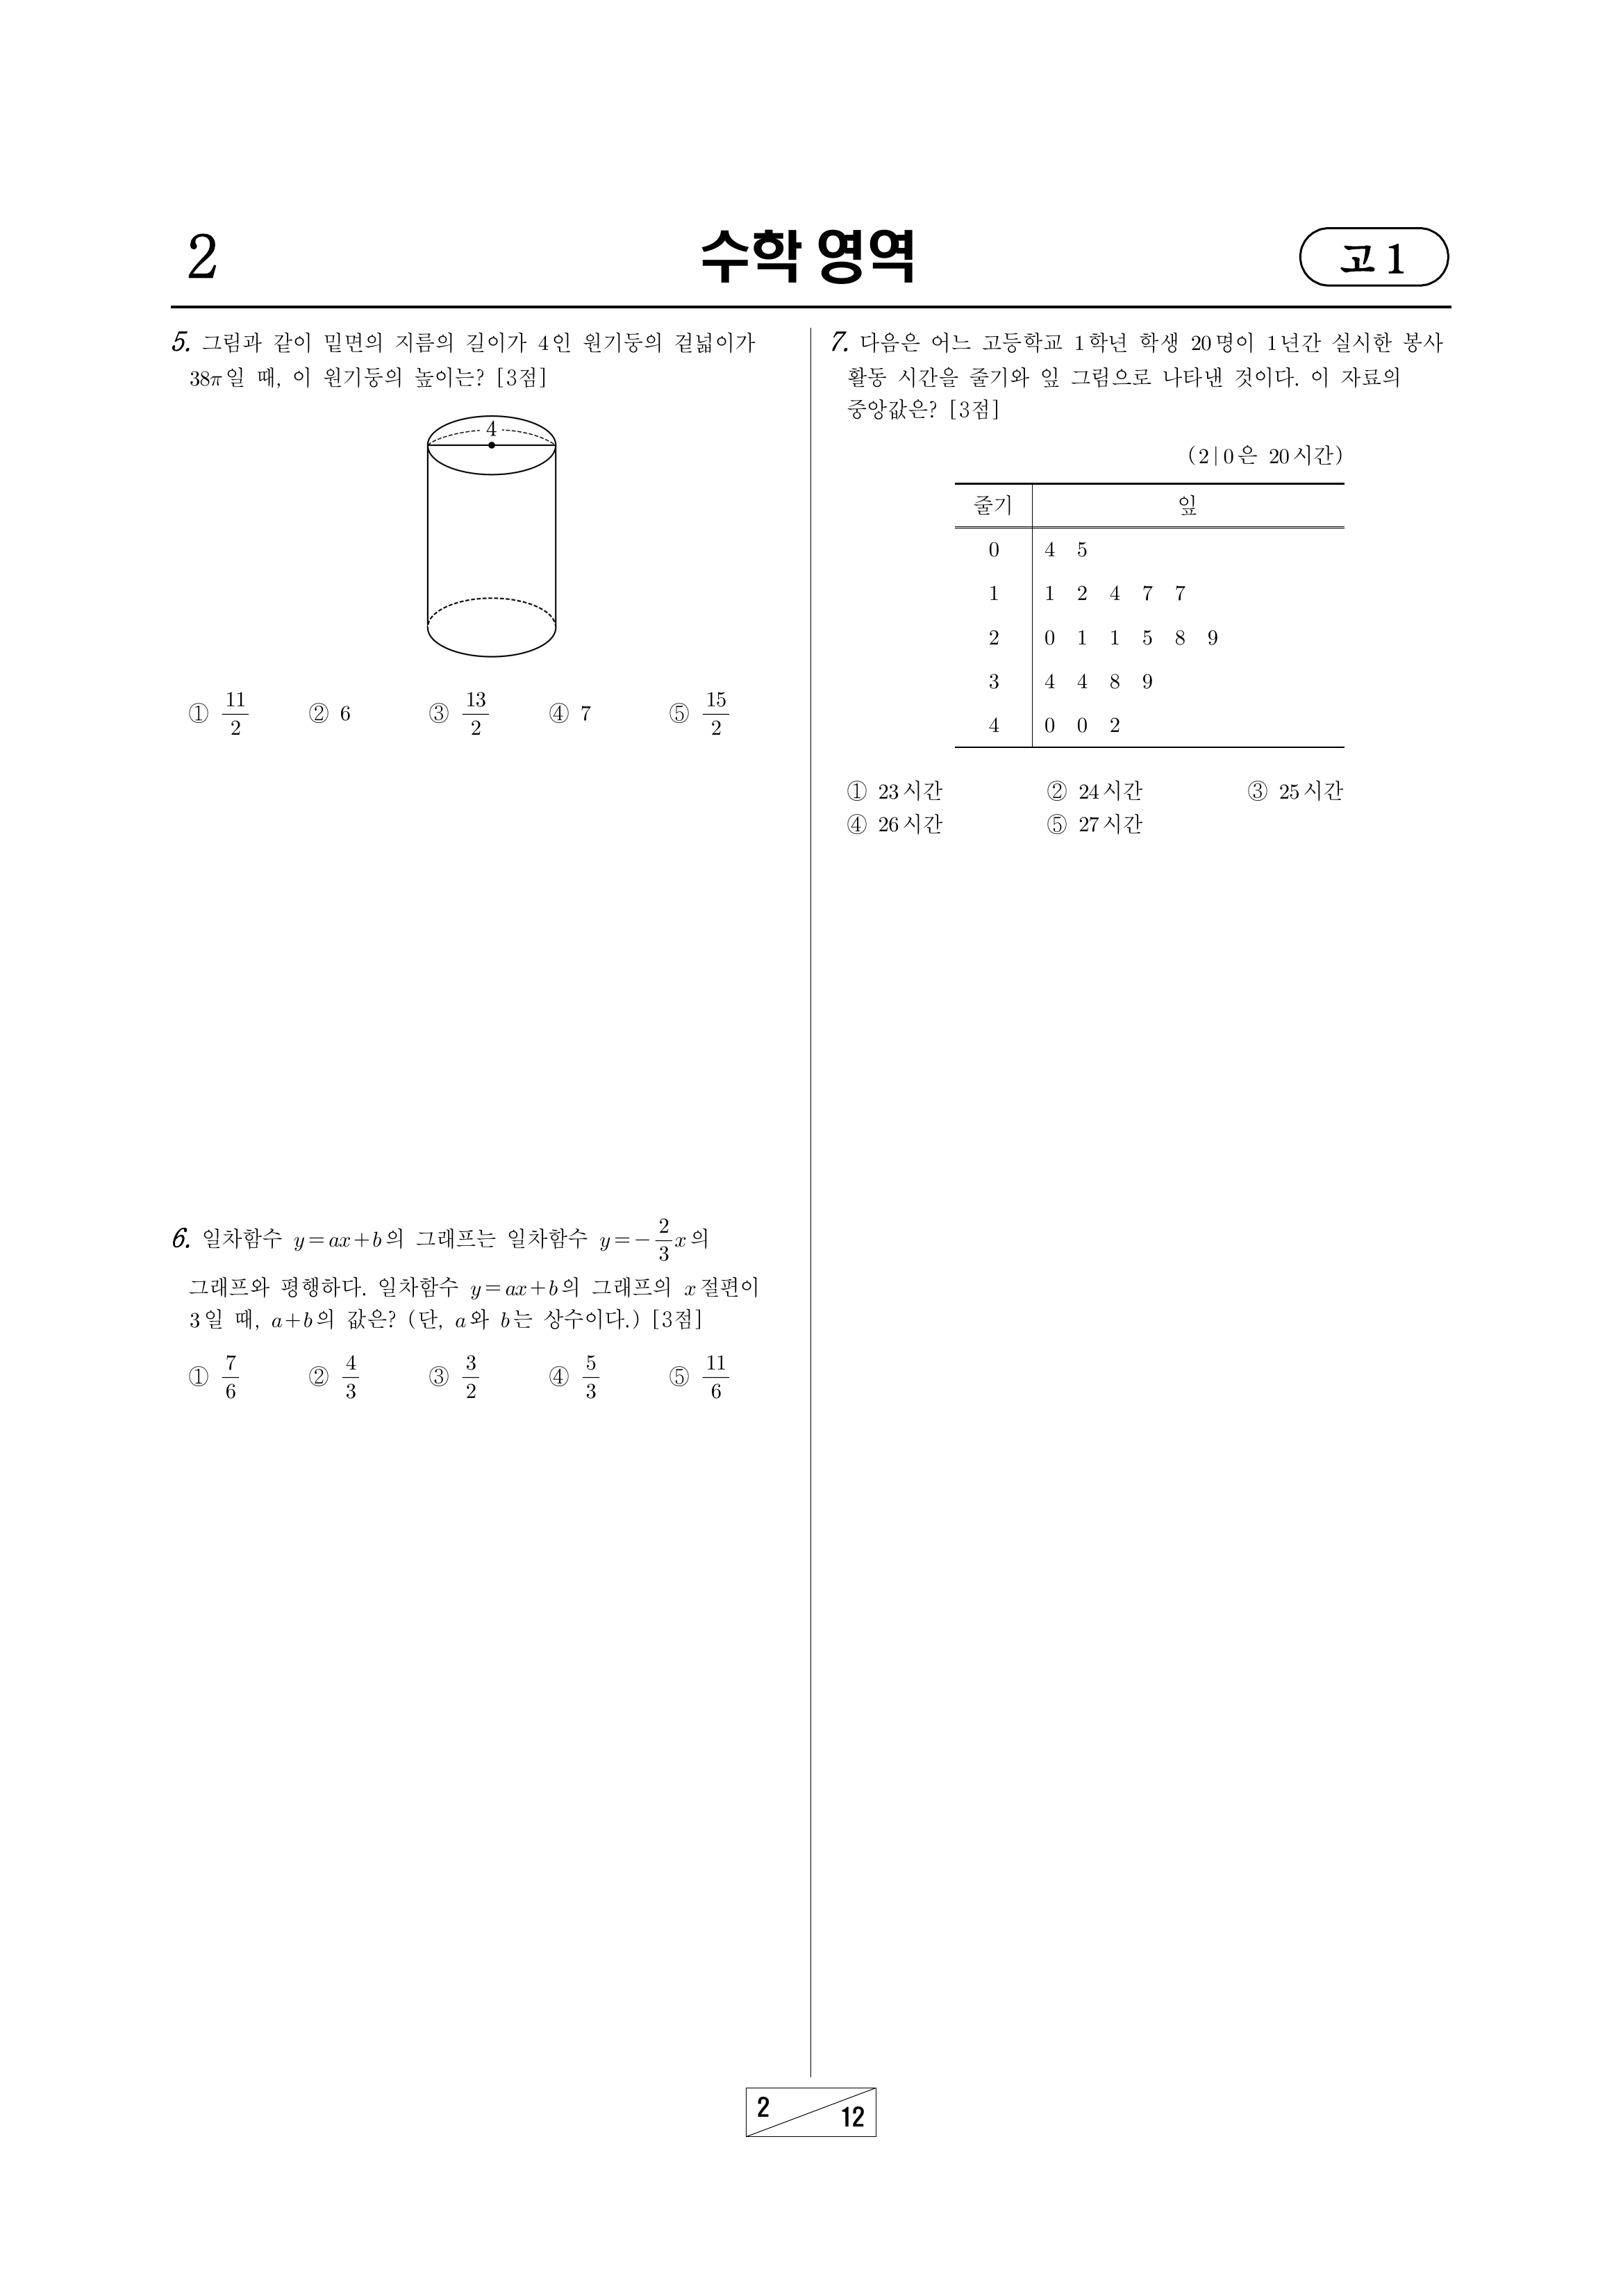 2
수학 영역
고 1
5. 그림과 같이 밑면의 지름의 길이가 4인 원기둥의 겉넓이가
38π일 때, 이 원기둥의 높이는? [3점]
4
① 11/2 ② 6 ③ 13/2 ④ 7 ⑤ 15/2
6. 일차함수 y=ax+b의 그래프는 일차함수 y=-2/3x의
그래프와 평행하다. 일차함수 y=ax+b의 그래프의 x절편이
3일 때, a+b의 값은? (단, a와 b는 상수이다.) [3점]
① 7/6 ② 4/3 ③ 3/2 ④ 5/3 ⑤ 11/6
7. 다음은 어느 고등학교 1학년 학생 20명이 1년간 실시한 봉사
활동 시간을 줄기와 잎 그림으로 나타낸 것이다. 이 자료의
중앙값은? [3점]
(2|0은 20시간)
줄기 잎
0 4 5
1 1 2 4 7 7
2 0 1 1 5 8 9
3 4 4 8 9
4 0 0 2
① 23시간 ② 24시간 ③ 25시간
④ 26시간 ⑤ 27시간
2 12